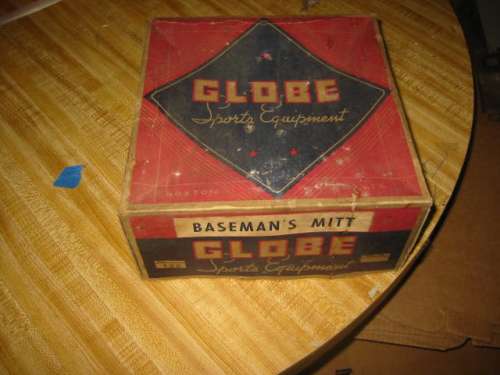 GLOBE
Sports Equipment
BOSTON
BASEMAN'S MITT
GLOBE
Sports Equipment